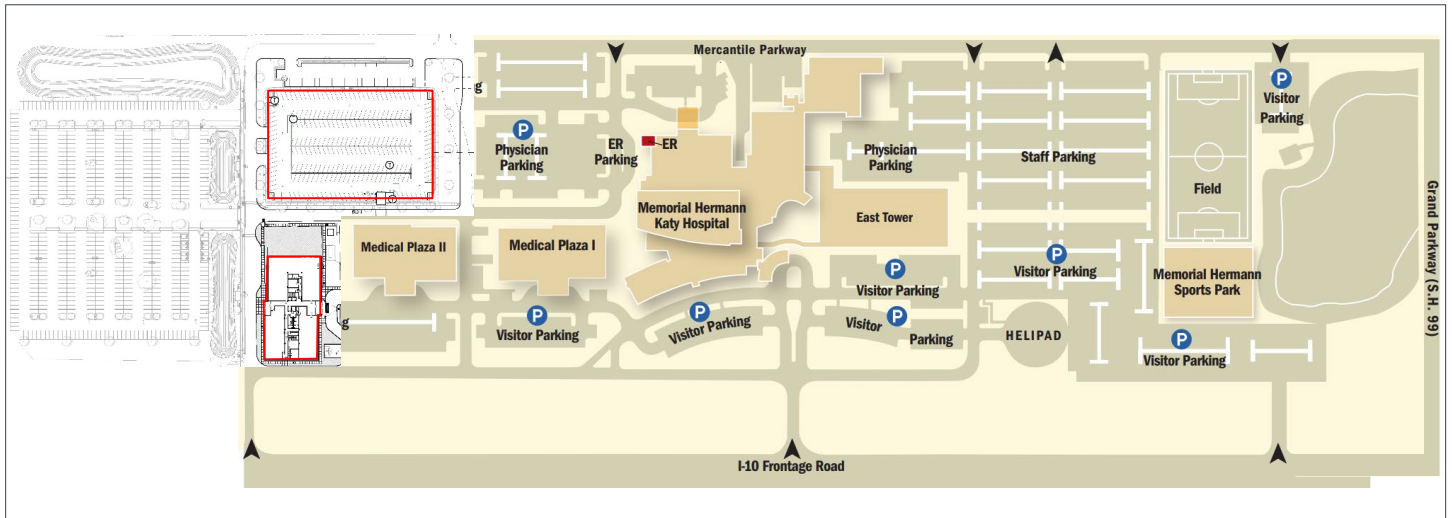 Mercantile Parkway
g
P
Physician
Parking
ER
Parking
ER
Physician
Parking
Staff Parking
P
Visitor
Parking
Field
Memorial Hermann
Katy Hospital
East Tower
Medical Plaza II
Medical Plaza I
P
Visitor Parking
P
Visitor Parking
Memorial Hermann
Sports Park
Grand Parkway (S.H. 99)
g
P
Visitor Parking
P
Visitor Parking
P
Visitor
Parking
HELIPAD
P
Visitor Parking
I-10 Frontage Road